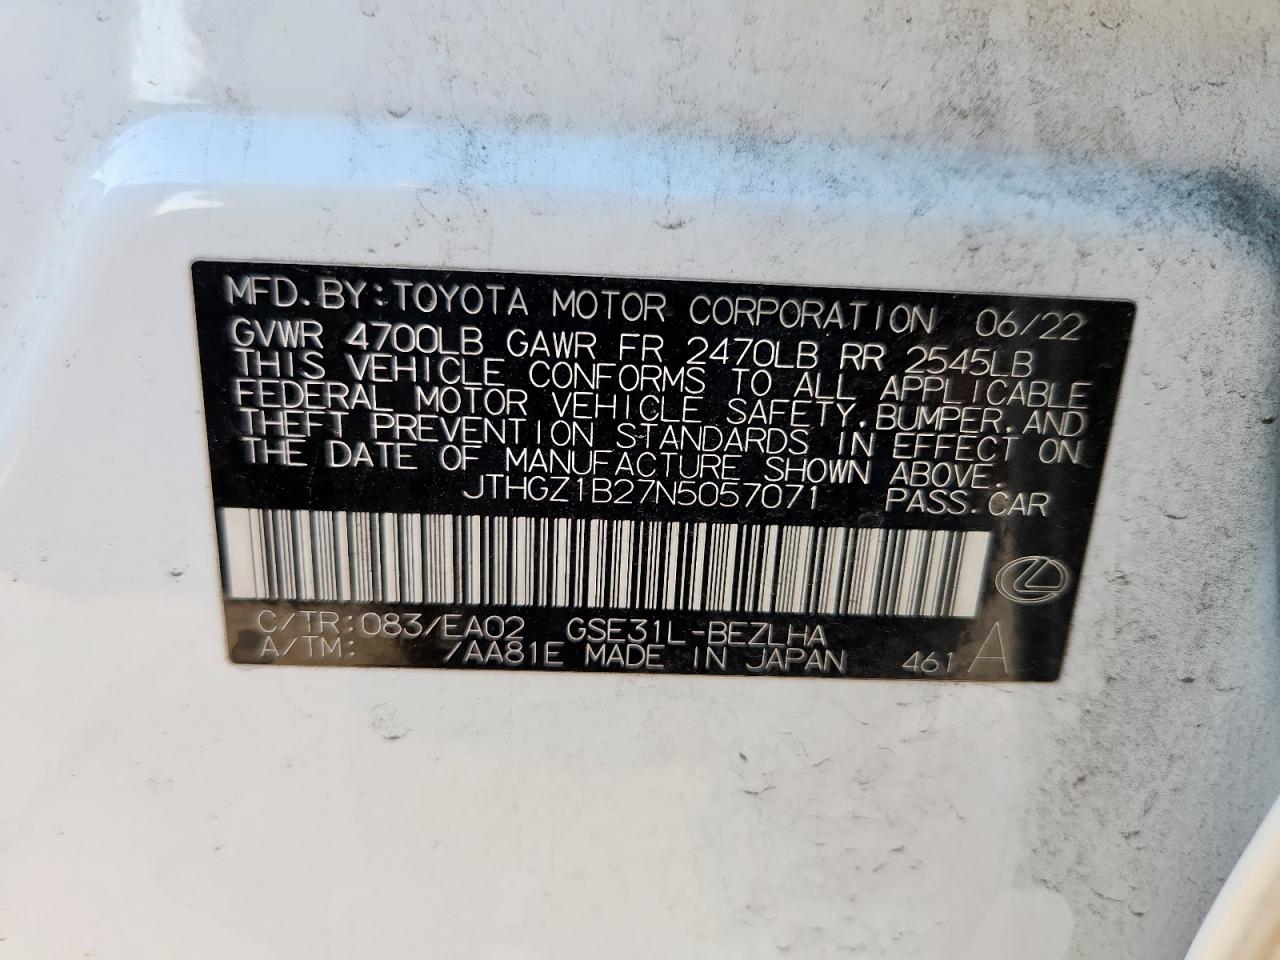 MFD.BY:TOYOTA MOTOR CORPORATION 06/22
GVWR 4700LB GAWR FR 2470LB RR 2545LB
THIS VEHICLE CONFORMS TO ALL APPLICABLE
FEDERAL MOTOR VEHICLE SAFETY,BUMPER,AND
THEFT PREVENTION STANDARDS IN EFFECT ON
THE DATE OF MANUFACTURE SHOWN ABOVE.
JTHGZ1B27N5057071 PASS.CAR
C/TR:083/EA02 GSE31L-BEZLHA
A/TM: /AA81E MADE IN JAPAN 461 A